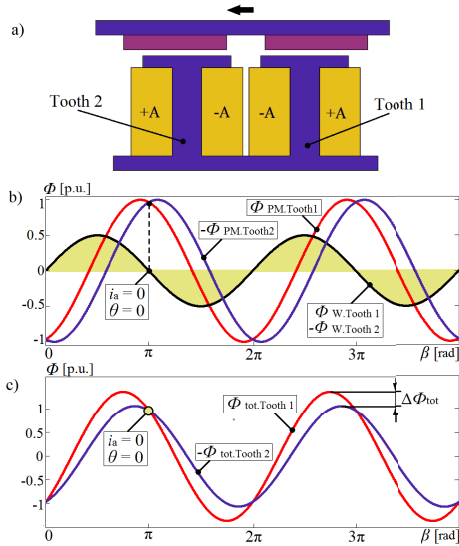 a)
Tooth 2
+A
-A
-A
+A
Tooth 1
b)
Φ [p.u.]
1
0.5
0
-0.5
-1
Φ PM.Tooth1
-Φ PM.Tooth2
iₐ = 0
θ = 0
Φ W.Tooth 1
-Φ W.Tooth 2
0
π
2π
3π
β [rad]
c)
Φ [p.u.]
1
0.5
0
-0.5
-1
iₐ = 0
θ = 0
Φ tot.Tooth 1
-Φ tot.Tooth 2
ΔΦtot
0
π
2π
3π
β [rad]